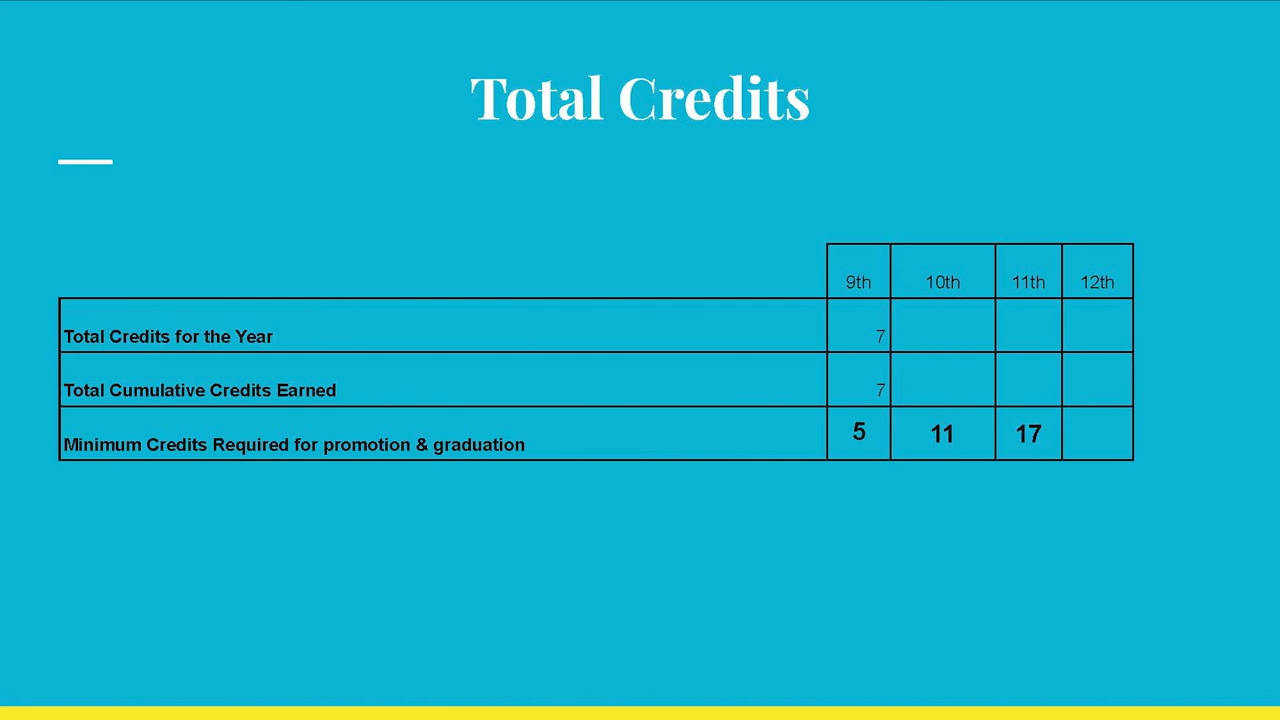 Total Credits
9th 10th 11th 12th
Total Credits for the Year 7
Total Cumulative Credits Earned 7
Minimum Credits Required for promotion & graduation 5 11 17